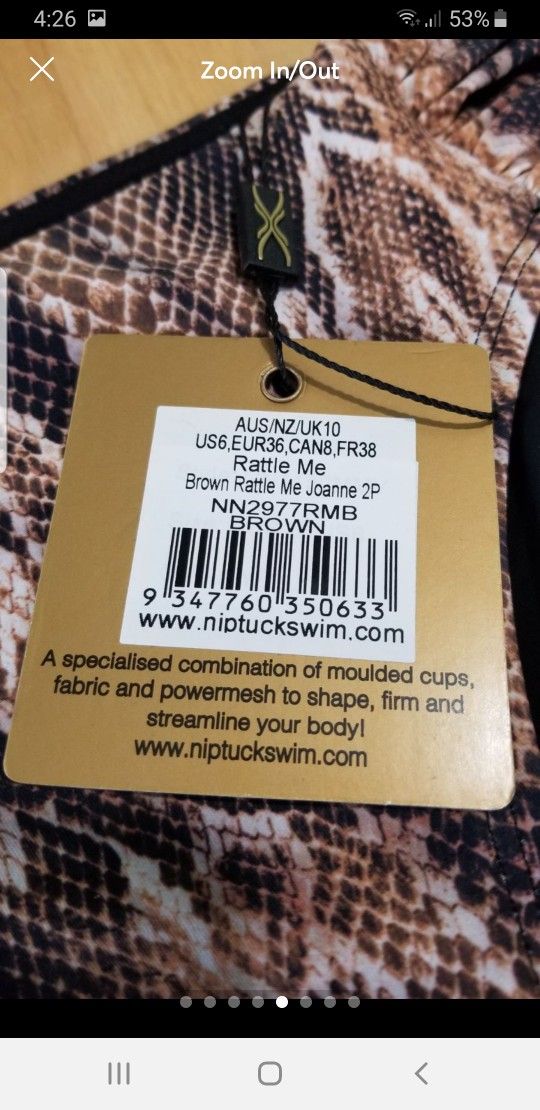 4:26
53%
Zoom In/Out
AUS/NZ/UK10
US6,EUR36,CAN8,FR38
Rattle Me
Brown Rattle Me Joanne 2P
NN2977RMB
BROWN
9 347760 350633
www.niptuckswim.com
A specialised combination of moulded cups,
fabric and powermesh to shape, firm and
streamline your body!
www.niptuckswim.com